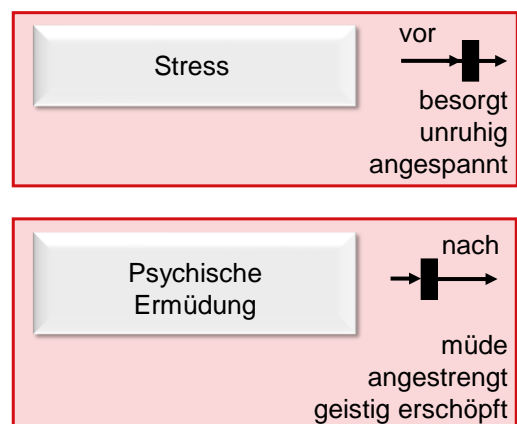 Stress
vor
besorgt
unruhig
angespannt
Psychische
Ermüdung
nach
müde
angestrengt
geistig erschöpft